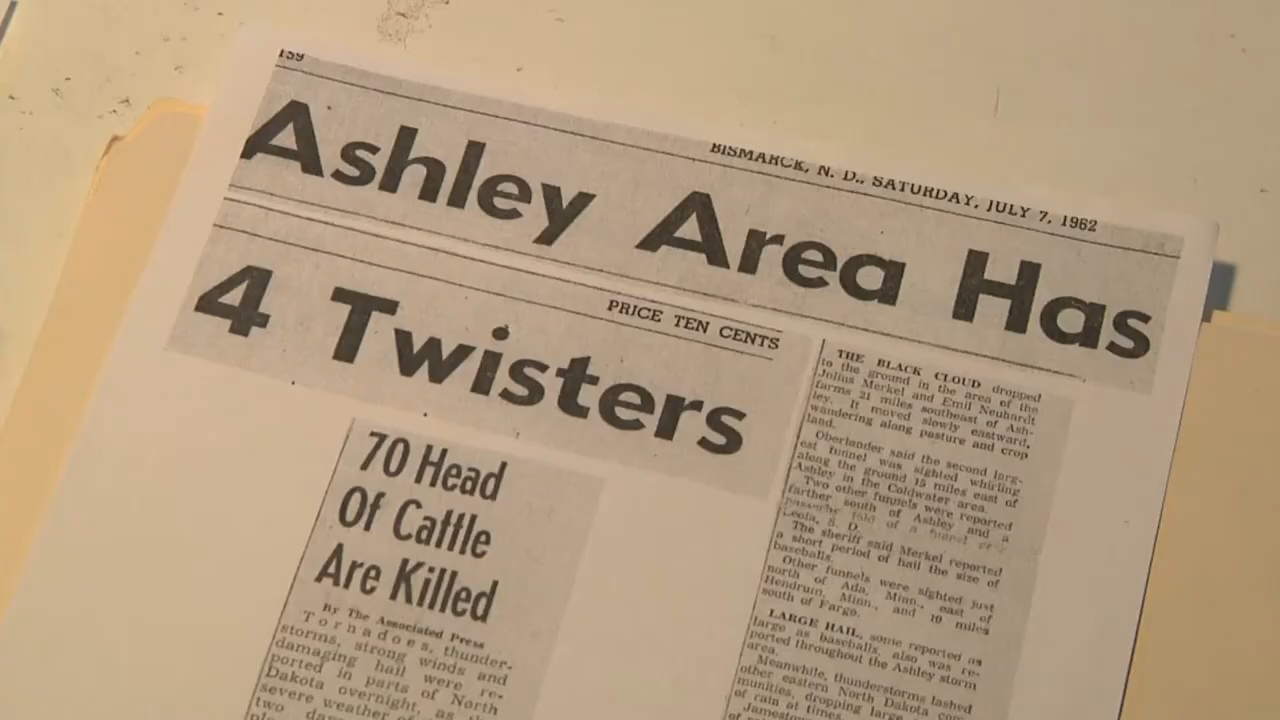 159
BISMARCK, N. D., SATURDAY, JULY 7, 1962
Ashley Area Has
4 Twisters
PRICE TEN CENTS
70 Head
Of Cattle
Are Killed
By The Associated Press
Tornadoes, thunder-
storms, strong winds and
damaging hail were re-
ported in parts of North
Dakota overnight, as
severe weather
two
THE BLACK CLOUD dropped
to the ground in the area of the
Julius Merkel and Emil Neuhardt
farms 21 miles southeast of Ash-
ley. It moved slowly eastward,
wandering along pasture and crop
land.
Oberlander said the second larg-
est funnel was sighted whirling
along the ground 15 miles east of
Ashley in the Coldwater area.
Two other funnels were reported
farther south of Ashley and a
told of a funnel
Leola, S. D.
The sheriff said Merkel reported
a short period of hail the size of
baseballs.
Other funnels were sighted just
north of Ada, Minn., east of
Hendrum, Minn., and 10 miles
south of Fargo.
LARGE HAIL, some reported as
large as baseballs, also was re-
ported throughout the Ashley storm
area.
Meanwhile, thunderstorms lashed
other eastern North Dakota com-
munities, dropping large
of rain at times.